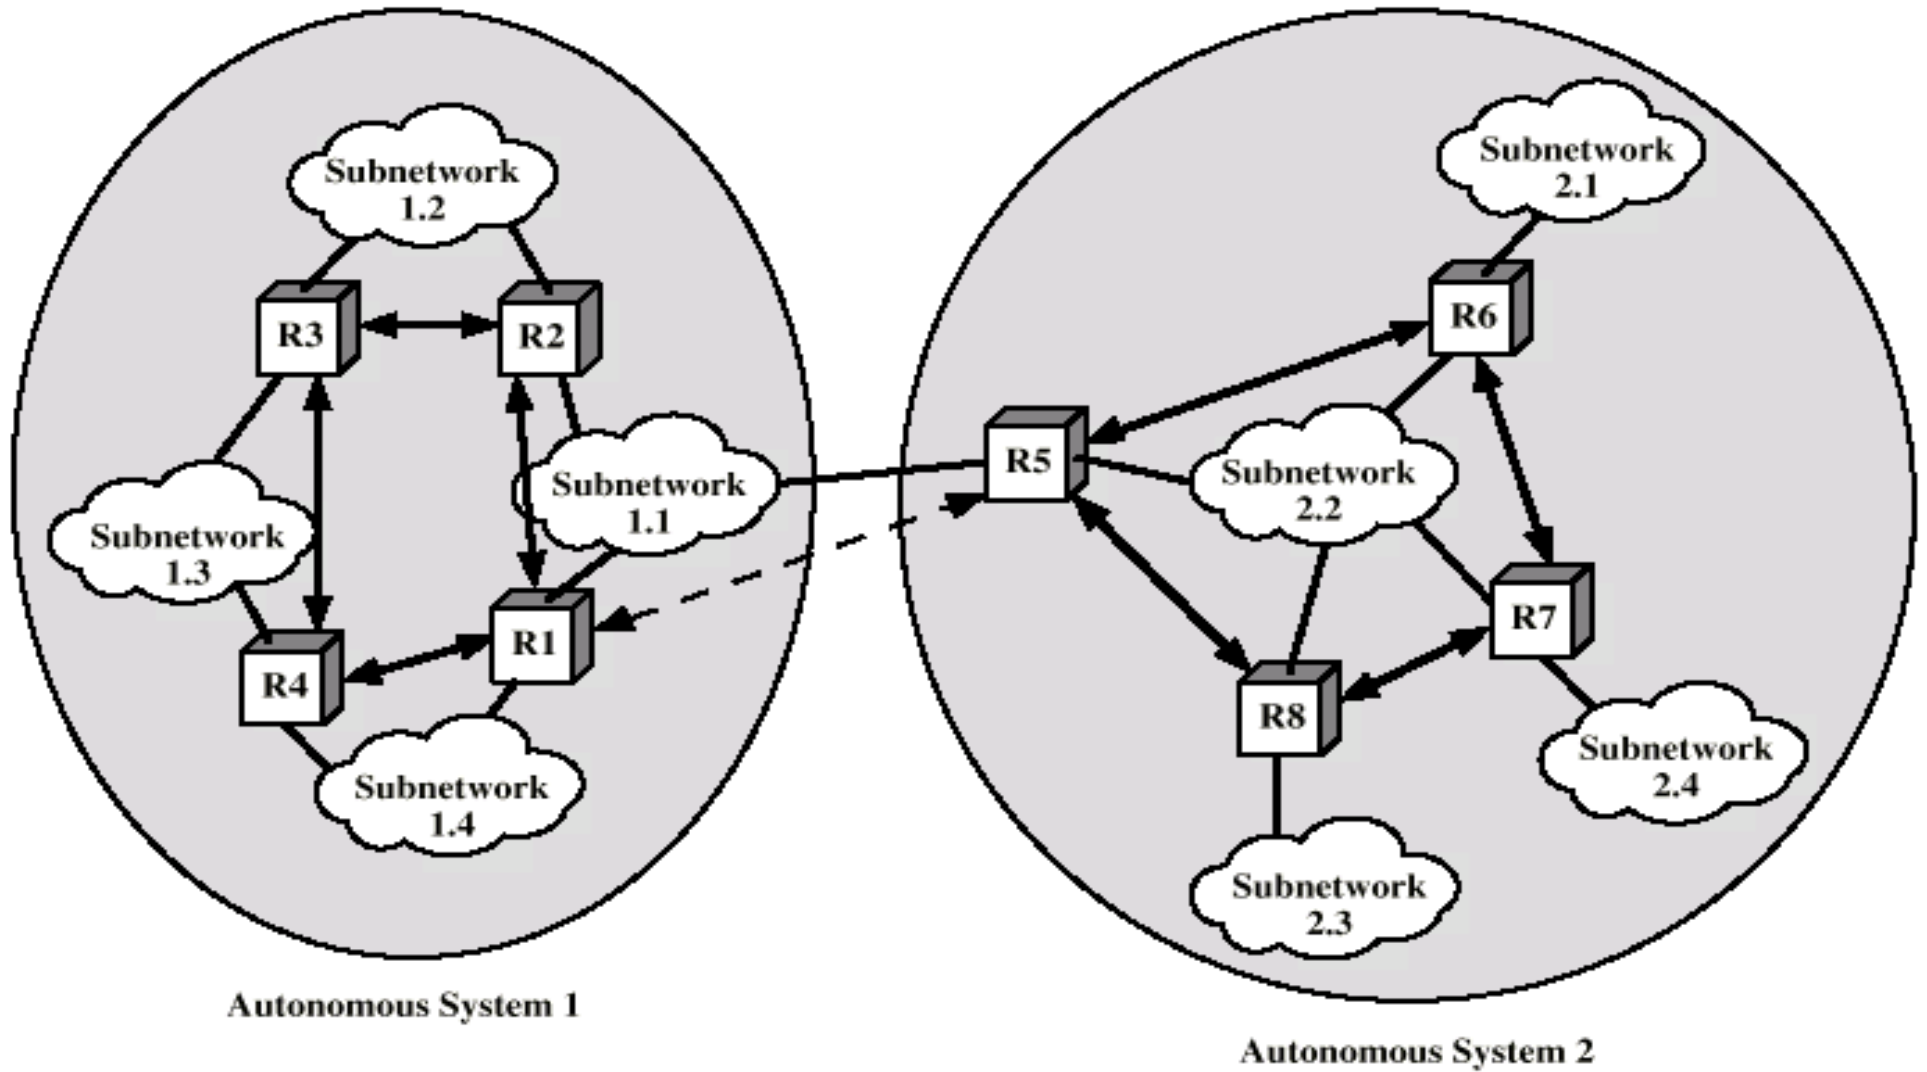 Subnetwork
1.2
R3
R2
Subnetwork
1.1
Subnetwork
1.3
R4
R1
Subnetwork
1.4
Autonomous System 1
Subnetwork
2.1
R6
R5
Subnetwork
2.2
R7
R8
Subnetwork
2.4
Subnetwork
2.3
Autonomous System 2